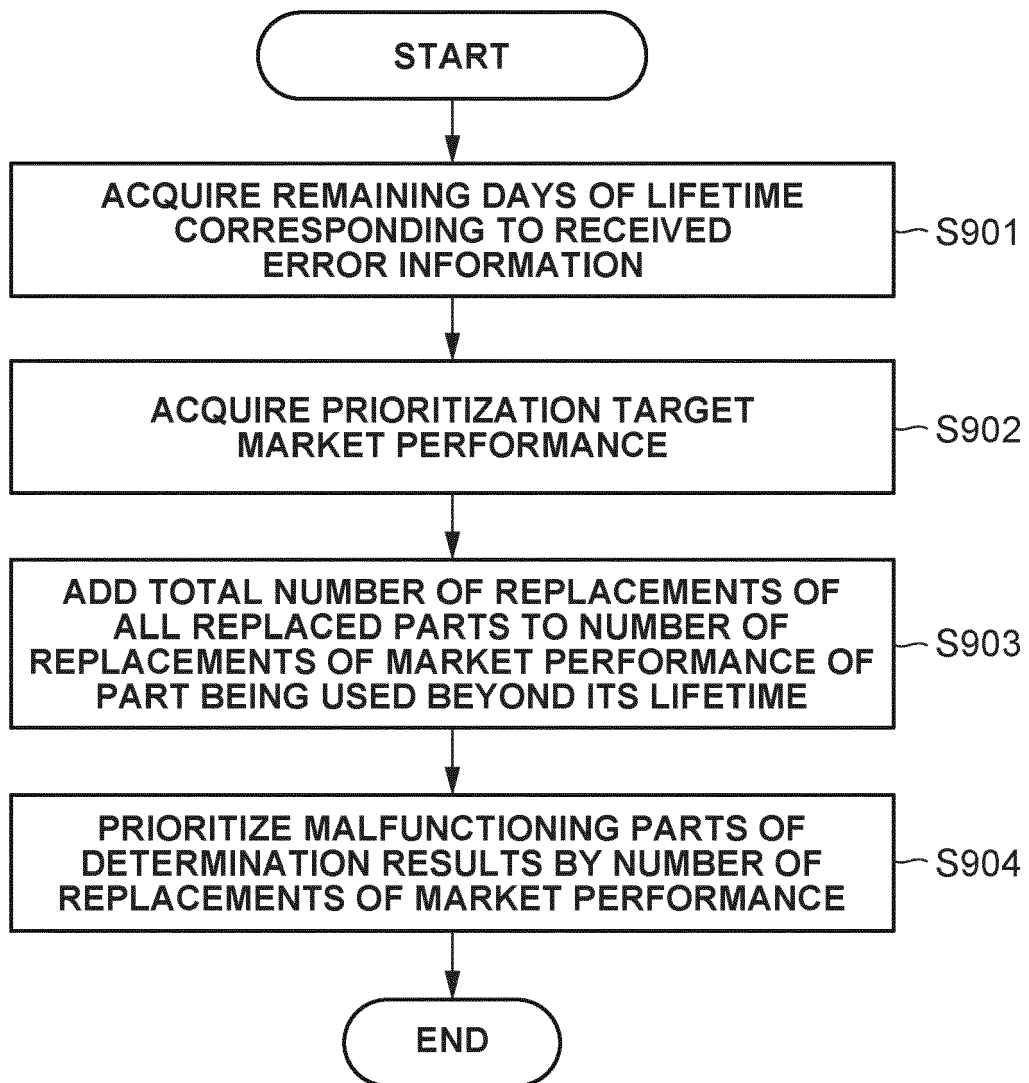 START
ACQUIRE REMAINING DAYS OF LIFETIME
CORRESPONDING TO RECEIVED
ERROR INFORMATION
S901
ACQUIRE PRIORITIZATION TARGET
MARKET PERFORMANCE
S902
ADD TOTAL NUMBER OF REPLACEMENTS OF
ALL REPLACED PARTS TO NUMBER OF
REPLACEMENTS OF MARKET PERFORMANCE OF
PART BEING USED BEYOND ITS LIFETIME
S903
PRIORITIZE MALFUNCTIONING PARTS OF
DETERMINATION RESULTS BY NUMBER OF
REPLACEMENTS OF MARKET PERFORMANCE
S904
END